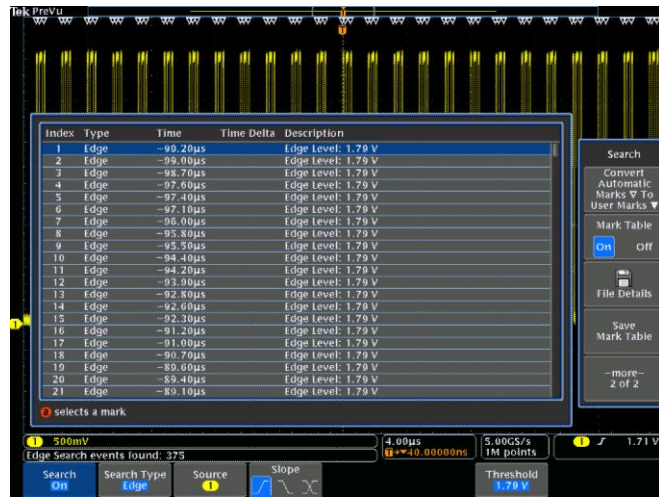 Tek PreVu
Index Type Time Time Delta Description
1 Edge -99.20µs Edge Level: 1.79 V
2 Edge -99.00µs Edge Level: 1.79 V
3 Edge -98.70µs Edge Level: 1.79 V
4 Edge -97.60µs Edge Level: 1.79 V
5 Edge -97.40µs Edge Level: 1.79 V
6 Edge -97.10µs Edge Level: 1.79 V
7 Edge -96.00µs Edge Level: 1.79 V
8 Edge -95.80µs Edge Level: 1.79 V
9 Edge -95.50µs Edge Level: 1.79 V
10 Edge -94.40µs Edge Level: 1.79 V
11 Edge -94.20µs Edge Level: 1.79 V
12 Edge -93.90µs Edge Level: 1.79 V
13 Edge -92.80µs Edge Level: 1.79 V
14 Edge -92.60µs Edge Level: 1.79 V
15 Edge -92.30µs Edge Level: 1.79 V
16 Edge -91.20µs Edge Level: 1.79 V
17 Edge -91.00µs Edge Level: 1.79 V
18 Edge -90.70µs Edge Level: 1.79 V
19 Edge -89.60µs Edge Level: 1.79 V
20 Edge -89.40µs Edge Level: 1.79 V
21 Edge -89.10µs Edge Level: 1.79 V
a selects a mark
Search
Convert
Automatic
Marks ▽ To
User Marks ▼
Mark Table
On Off
File Details
Save
Mark Table
-more-
2 of 2
1
1 500mV
4.00µs
T→▼40.00000ns
5.00GS/s
1M points
1 1.71 V
Edge Search events found: 375
Search
On
Search Type
Edge
Source
1
Slope
Threshold
1.79 V